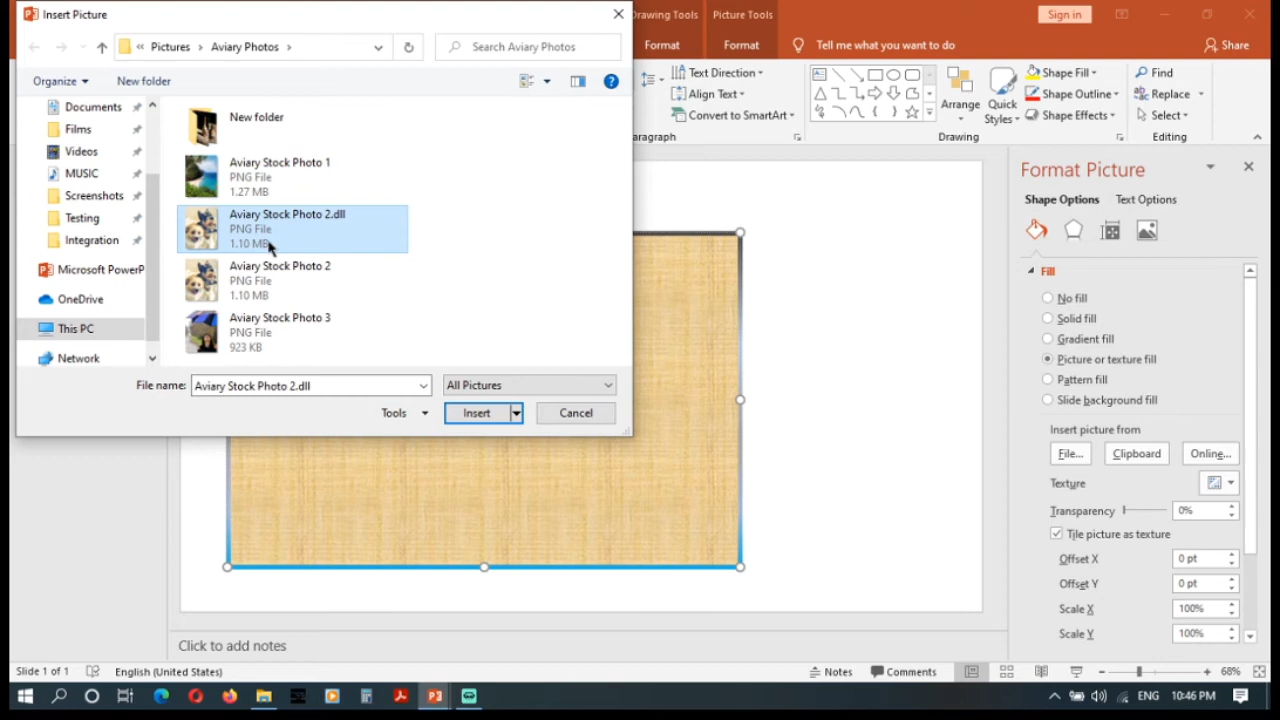 Insert Picture
Drawing Tools
Picture Tools
Sign in
Pictures
Aviary Photos
Search Aviary Photos
Format
Format
Tell me what you want to do
Share
Organize
New folder
Text Direction
Align Text
Convert to SmartArt
Arrange
Quick
Styles
Shape Fill
Shape Outline
Shape Effects
Find
Replace
Select
aragraph
Drawing
Editing
Documents
Films
Videos
MUSIC
Screenshots
Testing
Integration
Microsoft PowerP
OneDrive
This PC
Network
New folder
Aviary Stock Photo 1
PNG File
1.27 MB
Aviary Stock Photo 2.dll
PNG File
1.10 MB
Aviary Stock Photo 2
PNG File
1.10 MB
Aviary Stock Photo 3
PNG File
923 KB
File name:
Aviary Stock Photo 2.dll
All Pictures
Tools
Insert
Cancel
Format Picture
Shape Options
Text Options
Fill
No fill
Solid fill
Gradient fill
Picture or texture fill
Pattern fill
Slide background fill
Insert picture from
File...
Clipboard
Online...
Texture
Transparency
0%
Tile picture as texture
Offset X
0 pt
Offset Y
0 pt
Scale X
100%
Scale Y
100%
Click to add notes
Slide 1 of 1
English (United States)
Notes
Comments
68%
ENG
10:46 PM